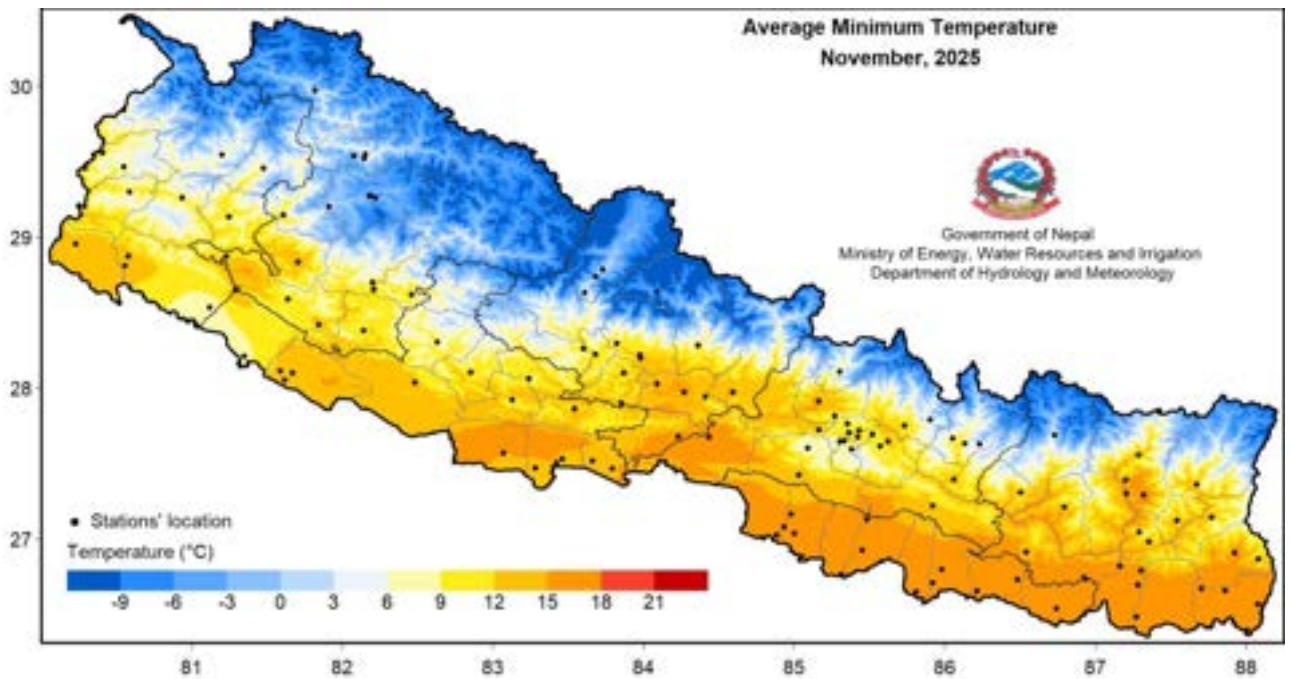 Average Minimum Temperature
November, 2025
30
Government of Nepal
Ministry of Energy, Water Resources and Irrigation
Department of Hydrology and Meteorology
29
28
27
Stations' location
Temperature (°C)
-9 -6 -3 0 3 6 9 12 15 18 21
81 82 83 84 85 86 87 88